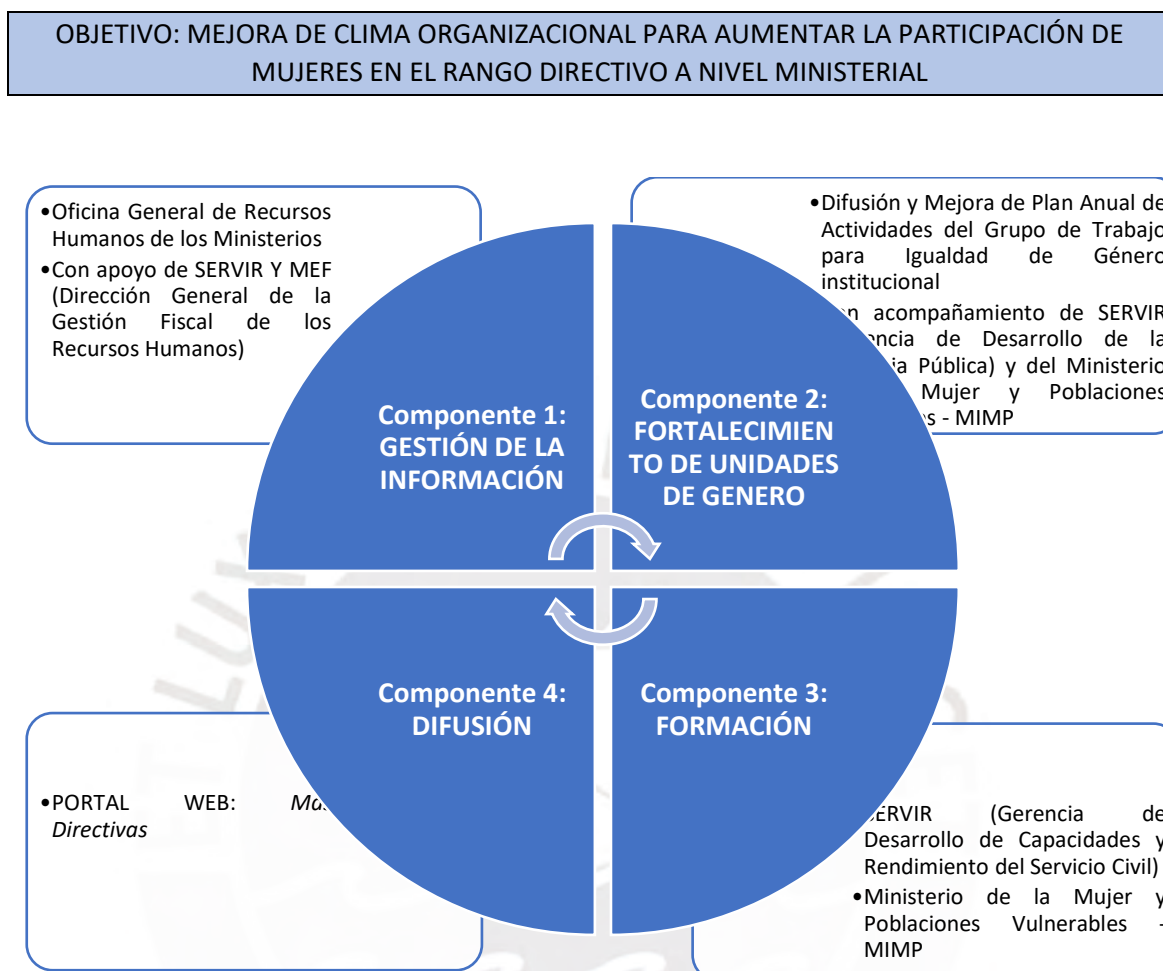 OBJETIVO: MEJORA DE CLIMA ORGANIZACIONAL PARA AUMENTAR LA PARTICIPACIÓN DE
MUJERES EN EL RANGO DIRECTIVO A NIVEL MINISTERIAL
•Oficina General de Recursos
Humanos de los Ministerios
•Con apoyo de SERVIR Y MEF
(Dirección General de la
Gestión Fiscal de los
Recursos Humanos)
•Difusión y Mejora de Plan Anual de
Actividades del Grupo de Trabajo
para Igualdad de Género
institucional
acompañamiento de SERVIR
de Desarrollo de la
Pública) y del Ministerio
Mujer y Poblaciones
- MIMP
Componente 1:
GESTIÓN DE LA
INFORMACIÓN
Componente 2:
FORTALECIMIEN
TO DE UNIDADES
DE GENERO
Componente 4:
DIFUSIÓN
Componente 3:
FORMACIÓN
•PORTAL WEB:
Directivas
SERVIR (Gerencia de
Desarrollo de Capacidades y
Rendimiento del Servicio Civil)
•Ministerio de la Mujer y
Poblaciones Vulnerables -
MIMP